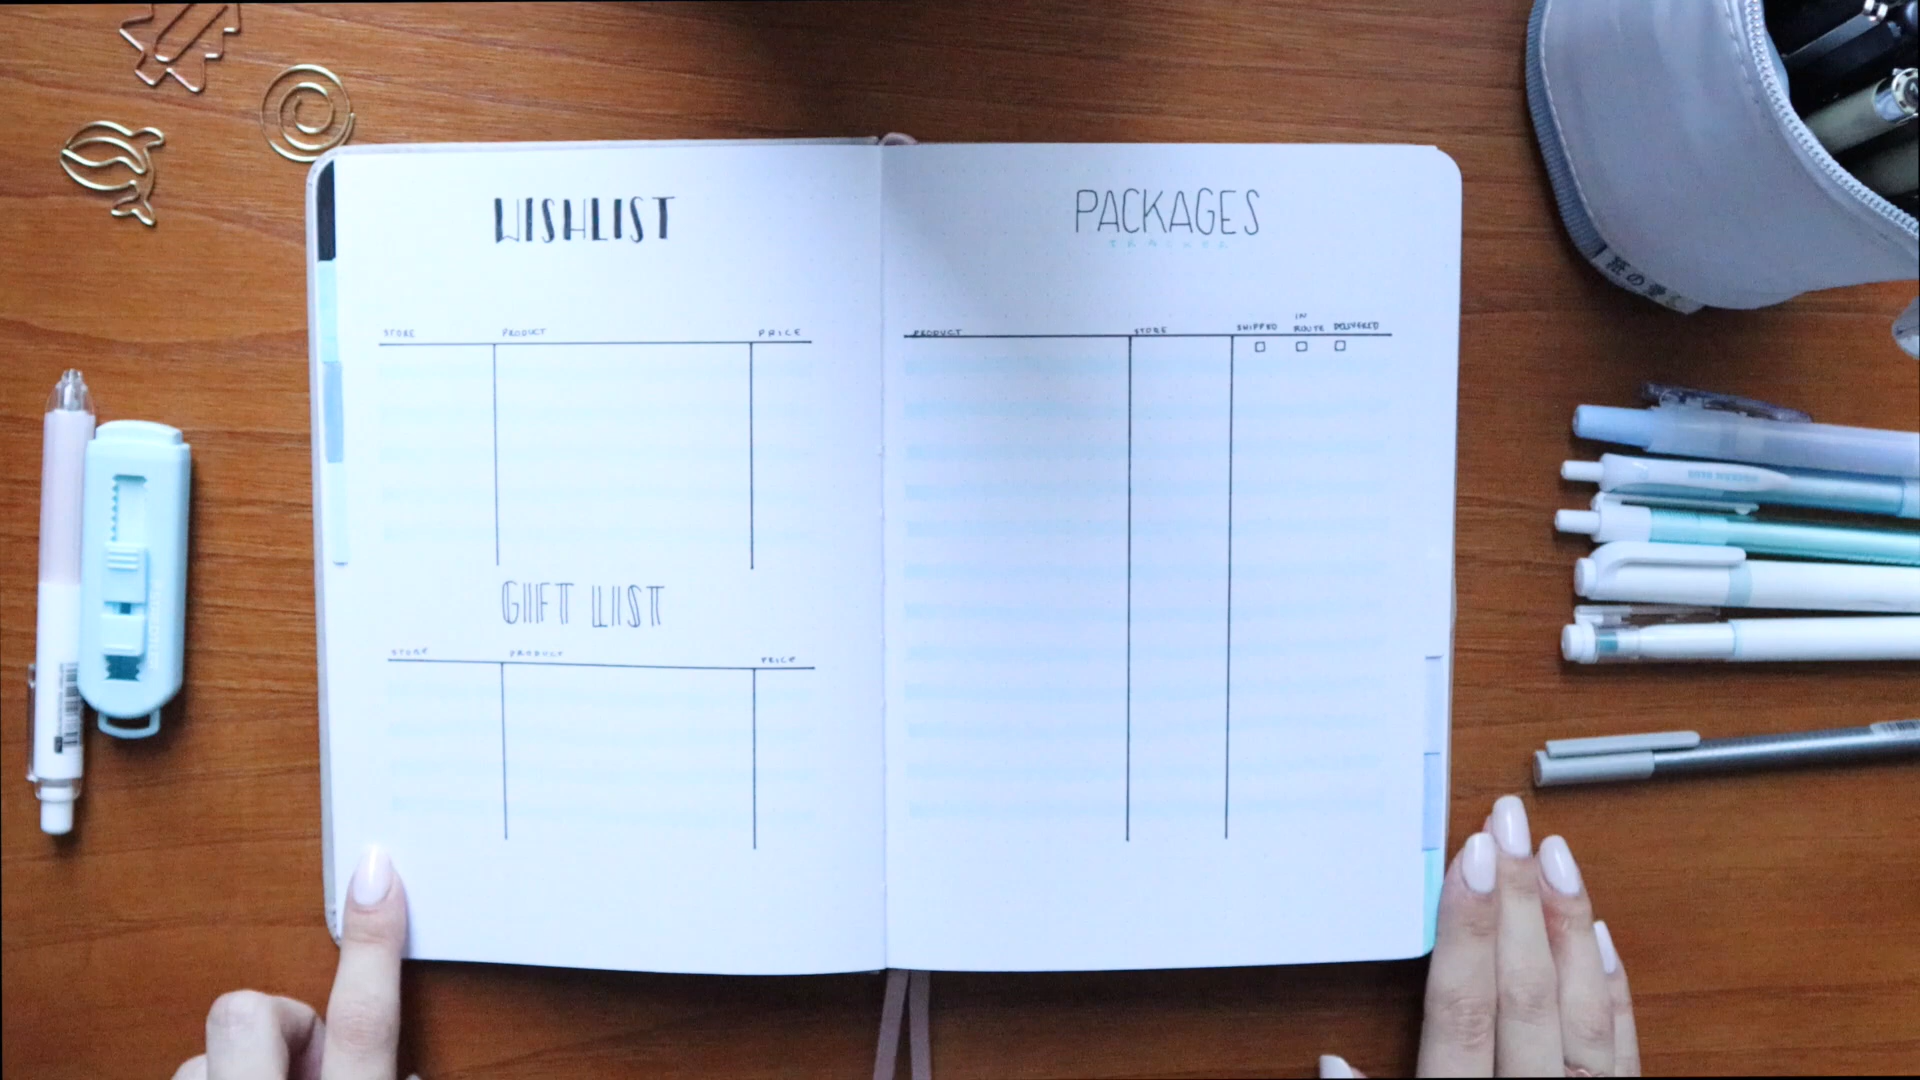 WISHLIST
STORE PRODUCT PRICE
GIFT LIST
STORE PRODUCT PRICE
PACKAGES
TRACKER
PRODUCT STORE SHIPPED IN ROUTE DELIVERED